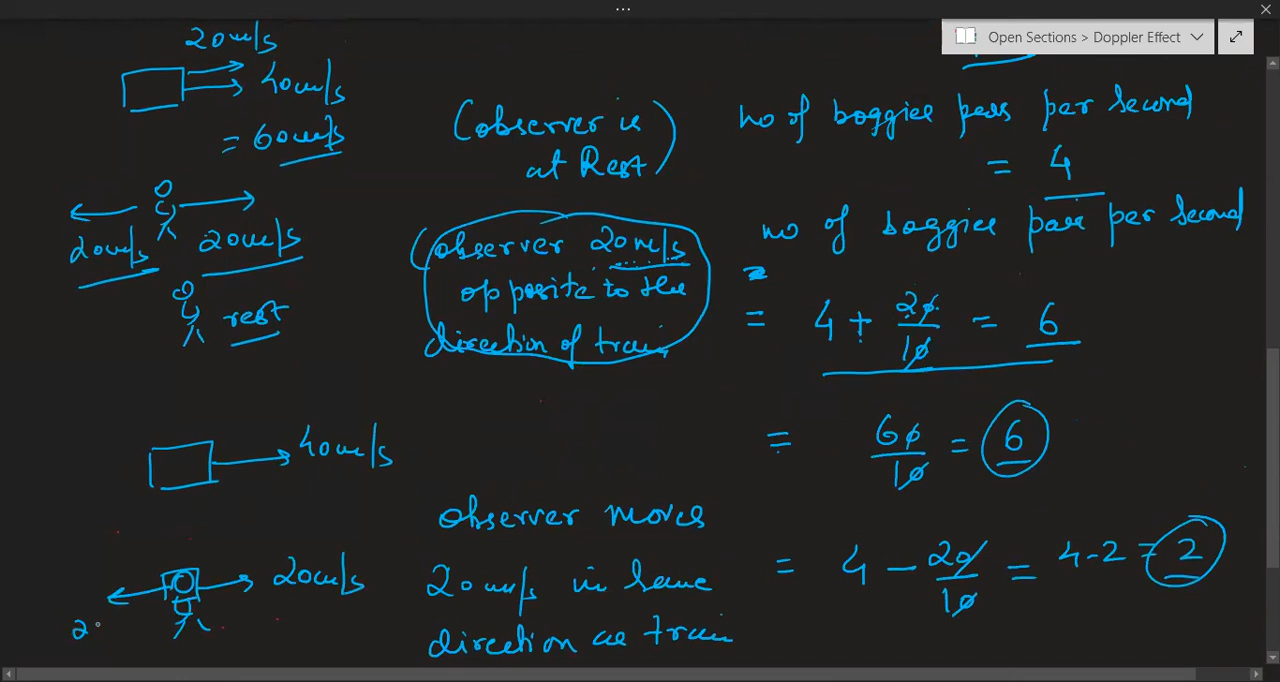 Open Sections > Doppler Effect
20m/s
40m/s
= 60m/s
(observer is
at Rest)
no of boggies pass per second
= 4
20m/s 20m/s
rest
(observer 20m/s
opposite to the
direction of train
no of boggies pass per second
= 4 + 20/10 = 6
= 60/10 = 6
40m/s
observer moves
20m/s in same
direction as train
20m/s
2
= 4 - 20/10 = 4-2 = 2